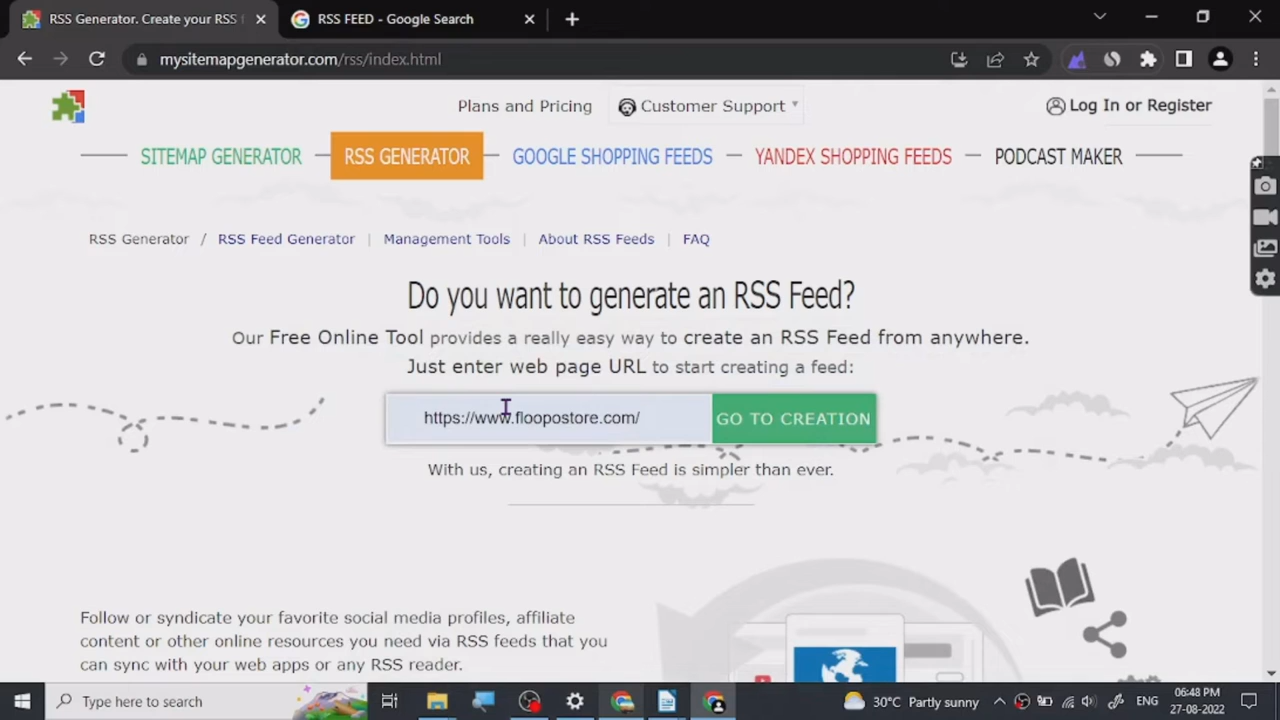 RSS Generator. Create your RSS f
RSS FEED - Google Search
mysitemapgenerator.com/rss/index.html
Plans and Pricing
Customer Support
Log In or Register
SITEMAP GENERATOR
RSS GENERATOR
GOOGLE SHOPPING FEEDS
YANDEX SHOPPING FEEDS
PODCAST MAKER
RSS Generator / RSS Feed Generator | Management Tools | About RSS Feeds | FAQ
Do you want to generate an RSS Feed?
Our Free Online Tool provides a really easy way to create an RSS Feed from anywhere.
Just enter web page URL to start creating a feed:
https://www.floopostore.com/
GO TO CREATION
With us, creating an RSS Feed is simpler than ever.
Follow or syndicate your favorite social media profiles, affiliate
content or other online resources you need via RSS feeds that you
can sync with your web apps or any RSS reader.
Type here to search
30°C Partly sunny
ENG
06:48 PM
27-08-2022